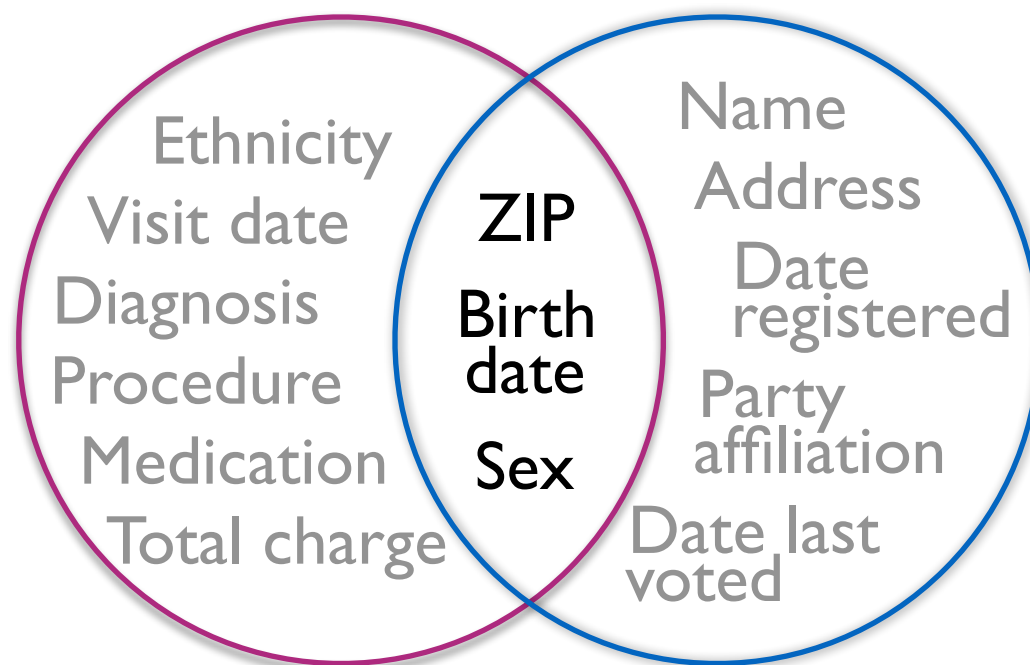 Ethnicity
Visit date
Diagnosis
Procedure
Medication
Total charge
ZIP
Birth
date
Sex
Name
Address
Date
registered
Party
affiliation
Date last
voted